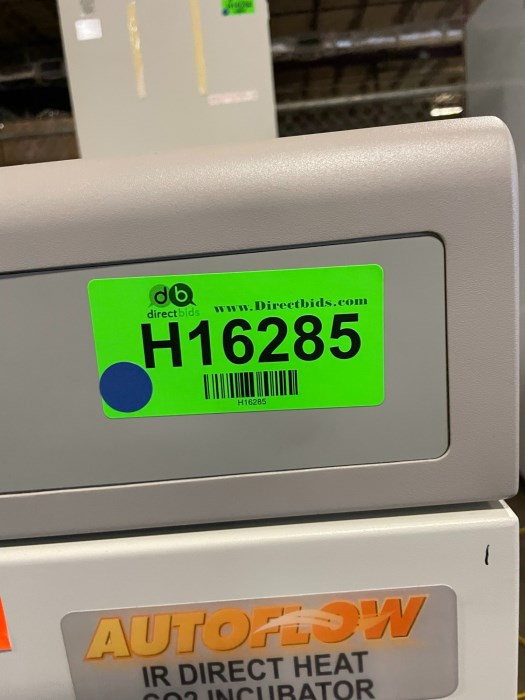 db
directbids
www.Directbids.com
H16285
H16285
AUTOFLOW
IR DIRECT HEAT
CO2 INCUBATOR